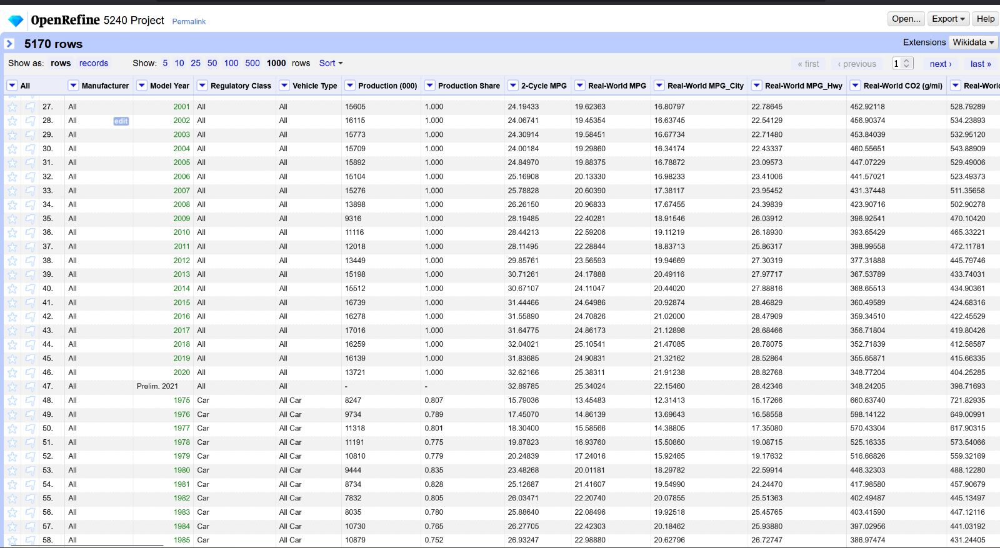 OpenRefine 5240 Project Permalink Open... Export Help
5170 rows Extensions Wikidata
Show as: rows records Show: 5 10 25 50 100 500 1000 rows Sort « first ‹ previous 1 next › last »
All Manufacturer Model Year Regulatory Class Vehicle Type Production (000) Production Share 2-Cycle MPG Real-World MPG Real-World MPG_City Real-World MPG_Hwy Real-World CO2 (g/mi) Real-World
27. All 2001 All All 15605 1.000 24.19433 19.62363 16.80797 22.78645 452.92118 528.79289
28. All edit 2002 All All 16115 1.000 24.06741 19.45354 16.63745 22.54129 456.90374 534.23893
29. All 2003 All All 15773 1.000 24.30914 19.58451 16.67734 22.71480 453.84039 532.95120
30. All 2004 All All 15709 1.000 24.00184 19.29860 16.34174 22.43337 460.55651 543.88909
31. All 2005 All All 15892 1.000 24.84970 19.88375 16.78872 23.09573 447.07229 529.49006
32. All 2006 All All 15104 1.000 25.16908 20.13330 16.98233 23.41006 441.57021 523.49373
33. All 2007 All All 15276 1.000 25.78828 20.60390 17.38117 23.95452 431.37448 511.35658
34. All 2008 All All 13898 1.000 26.26150 20.96833 17.67455 24.39839 423.90716 502.90278
35. All 2009 All All 9316 1.000 28.19485 22.40281 18.91546 26.03912 396.92541 470.10420
36. All 2010 All All 11116 1.000 28.44213 22.59206 19.11219 26.18930 393.65429 465.33221
37. All 2011 All All 12018 1.000 28.11495 22.28844 18.83713 25.86317 398.99558 472.11781
38. All 2012 All All 13449 1.000 29.85761 23.56593 19.94669 27.30319 377.31888 445.79746
39. All 2013 All All 15198 1.000 30.71261 24.17888 20.49116 27.97717 367.53789 433.74031
40. All 2014 All All 15512 1.000 30.67107 24.11047 20.44020 27.88816 368.65513 434.90361
41. All 2015 All All 16739 1.000 31.44466 24.64986 20.92874 28.46829 360.49589 424.68316
42. All 2016 All All 16278 1.000 31.55890 24.70826 21.02000 28.47909 359.34510 422.45529
43. All 2017 All All 17016 1.000 31.64775 24.86173 21.12898 28.68466 356.71804 419.80426
44. All 2018 All All 16259 1.000 32.04021 25.10541 21.47085 28.78075 352.71839 412.58587
45. All 2019 All All 16139 1.000 31.83685 24.90831 21.32162 28.52864 355.65871 415.66335
46. All 2020 All All 13721 1.000 32.62166 25.38311 21.91238 28.82768 348.77204 404.25285
47. All Prelim. 2021 All All - - 32.89785 25.34024 22.15460 28.42346 348.24205 398.71693
48. All 1975 Car All Car 8247 0.807 15.79036 13.45483 12.31413 15.17266 660.63740 721.82935
49. All 1976 Car All Car 9734 0.789 17.45070 14.86139 13.69643 16.58558 598.14122 649.00991
50. All 1977 Car All Car 11318 0.801 18.30400 15.58566 14.38805 17.35080 570.43304 617.90315
51. All 1978 Car All Car 11191 0.775 19.87823 16.93760 15.50860 19.08715 525.16335 573.54066
52. All 1979 Car All Car 10810 0.779 20.24839 17.24016 15.92465 19.17632 516.66826 559.32169
53. All 1980 Car All Car 9444 0.835 23.48268 20.01181 18.29782 22.59914 446.32303 488.12280
54. All 1981 Car All Car 8734 0.828 25.12687 21.41607 19.54990 24.24470 417.98580 457.90679
55. All 1982 Car All Car 7832 0.805 26.03471 22.20740 20.07855 25.51363 402.49487 445.13497
56. All 1983 Car All Car 8035 0.780 25.88640 22.08496 19.92518 25.45765 403.41590 447.12116
57. All 1984 Car All Car 10730 0.765 26.27705 22.42303 20.18462 25.93880 397.02956 441.03192
58. All 1985 Car All Car 10879 0.752 26.93247 22.98880 20.62796 26.72747 386.97474 431.24405